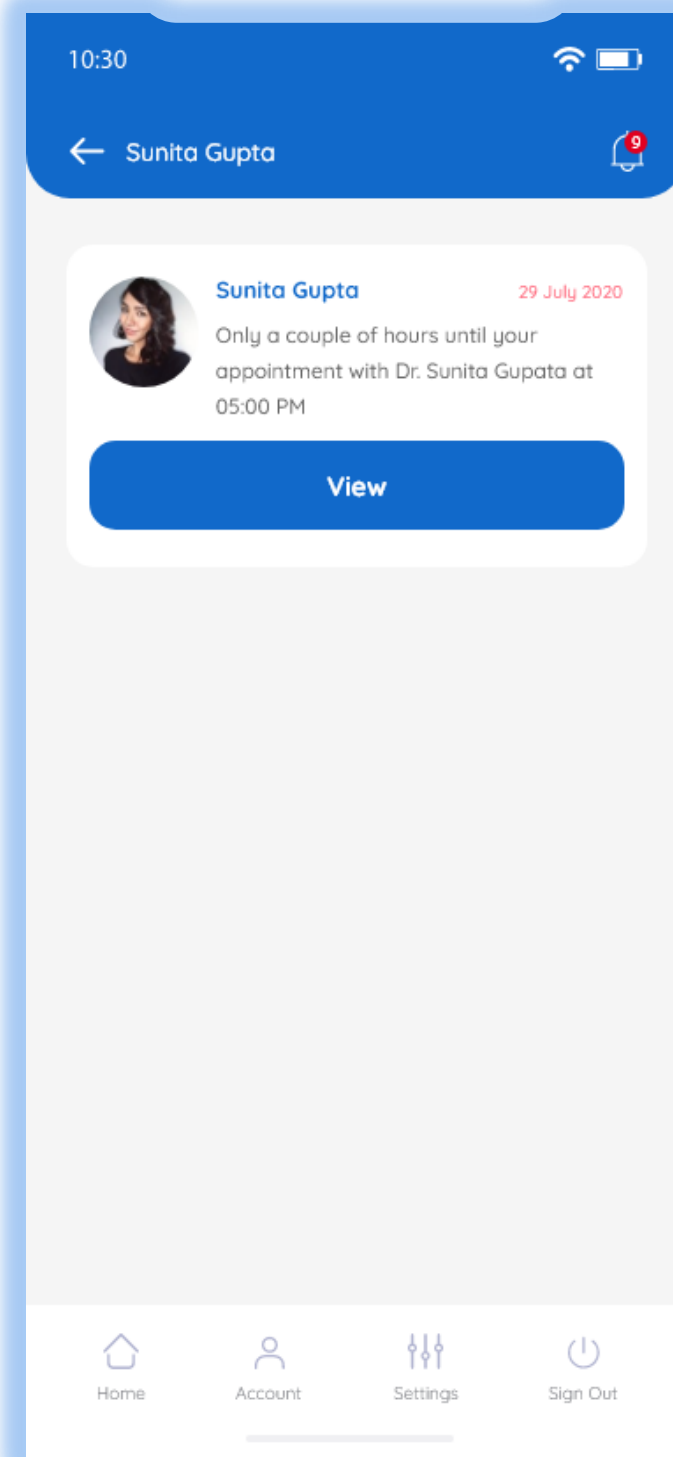 10:30
Sunita Gupta
9
Sunita Gupta
29 July 2020
Only a couple of hours until your
appointment with Dr. Sunita Gupata at
05:00 PM
View
Home
Account
Settings
Sign Out